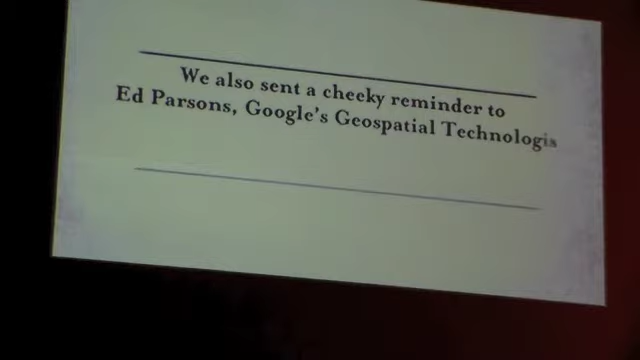 We also sent a cheeky reminder to
Ed Parsons, Google's Geospatial Technologis